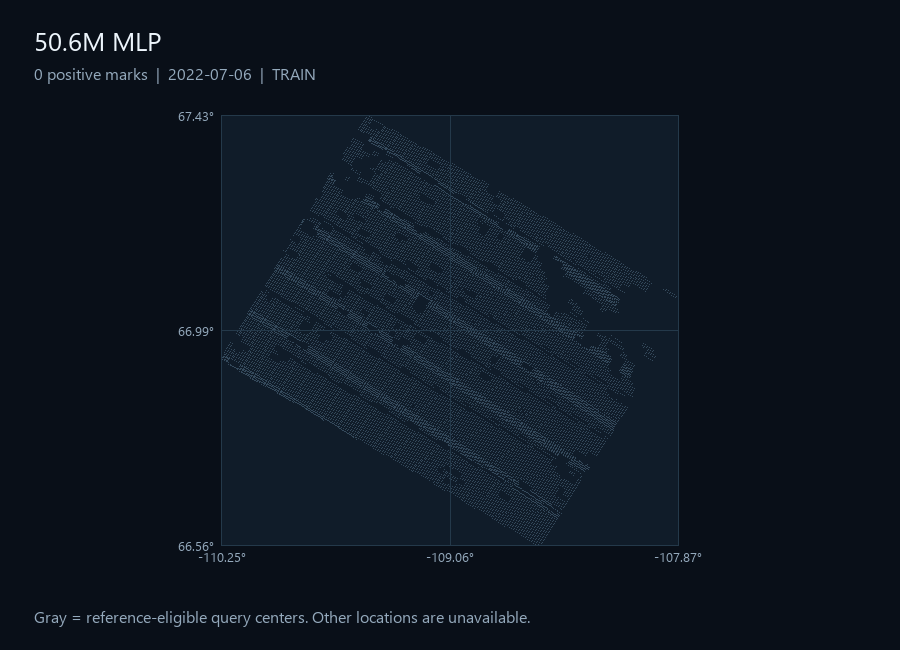 50.6M MLP
0 positive marks | 2022-07-06 | TRAIN
67.43°
66.99°
66.56°
-110.25°
-109.06°
-107.87°
Gray = reference-eligible query centers. Other locations are unavailable.